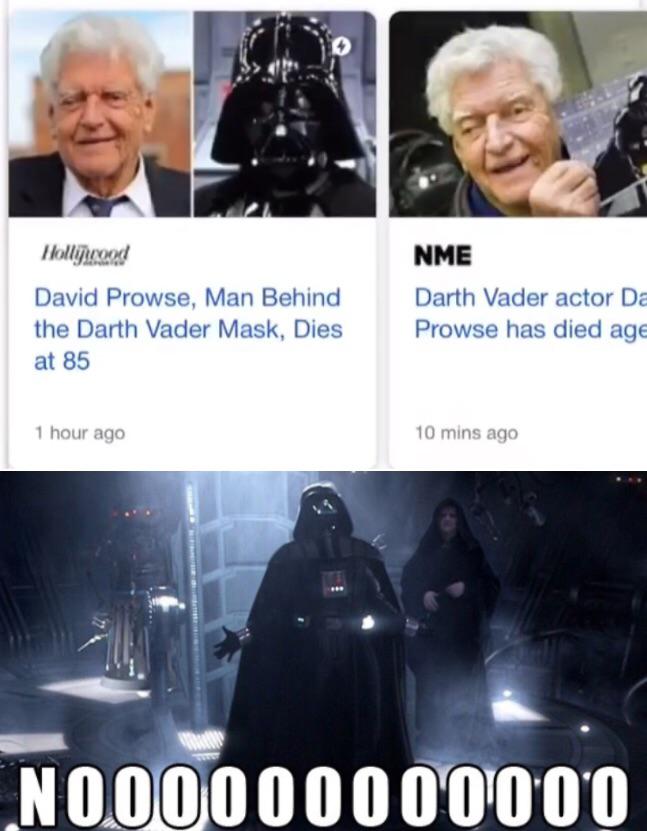 Hollywood
REPORTER
NME
David Prowse, Man Behind
the Darth Vader Mask, Dies
at 85
Darth Vader actor Da
Prowse has died age
1 hour ago
10 mins ago
NOOOOOOOOOOOO